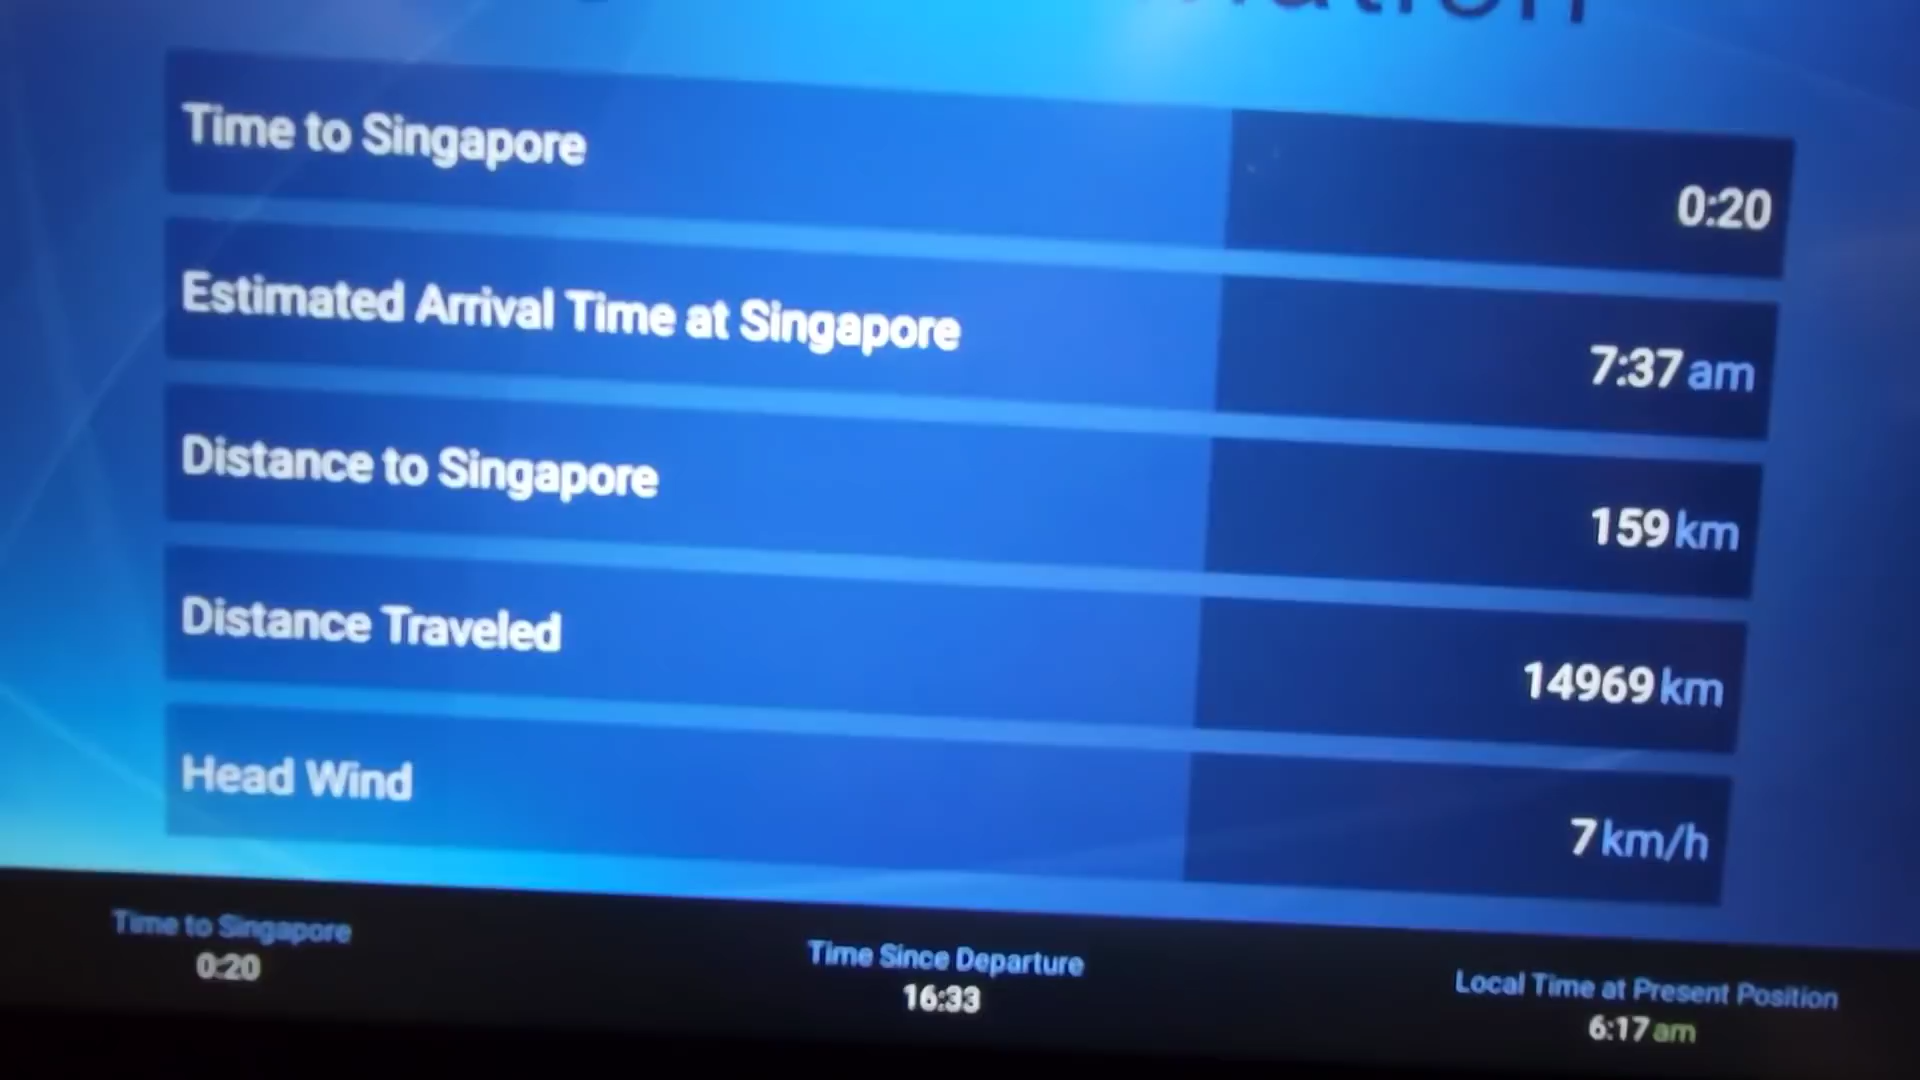 Time to Singapore 0:20
Estimated Arrival Time at Singapore 7:37 am
Distance to Singapore 159 km
Distance Traveled 14969 km
Head Wind 7 km/h
Time to Singapore
0:20
Time Since Departure
16:33
Local Time at Present Position
6:17 am